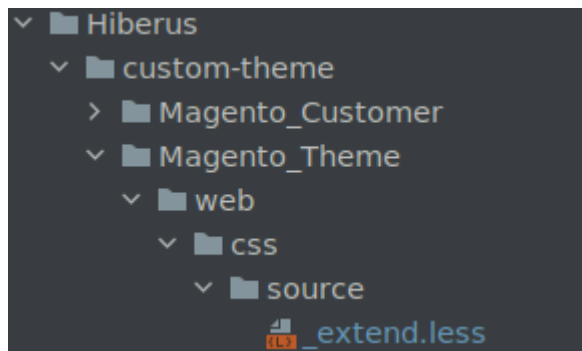 Hiberus
custom-theme
Magento_Customer
Magento_Theme
web
css
source
{L} _extend.less